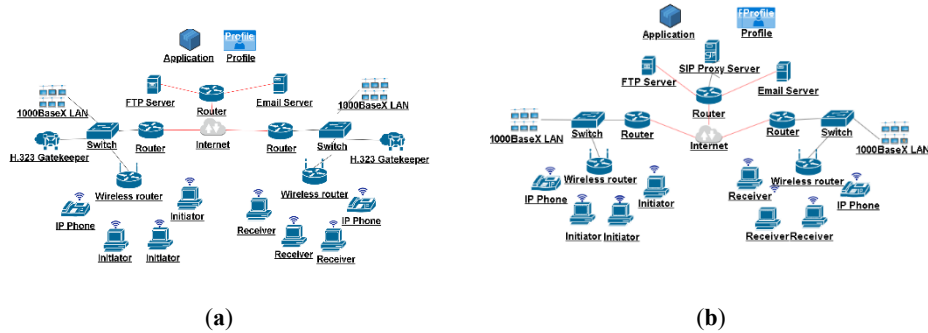 Profile
Application
Profile
FTP Server
Email Server
Router
1000BaseX LAN
1000BaseX LAN
H.323 Gatekeeper
Switch
Router
Internet
Router
Switch
H.323 Gatekeeper
Wireless router
Wireless router
IP Phone
Initiator
Initiator
Initiator
Receiver
Receiver
Receiver
IP Phone
(a)
FProfile
Application
Profile
SIP Proxy Server
FTP Server
Email Server
Router
1000BaseX LAN
Switch
Router
Internet
Router
Switch
1000BaseX LAN
Wireless router
Wireless router
IP Phone
Initiator
Initiator
Initiator
Receiver
IP Phone
Receiver
Receiver
(b)